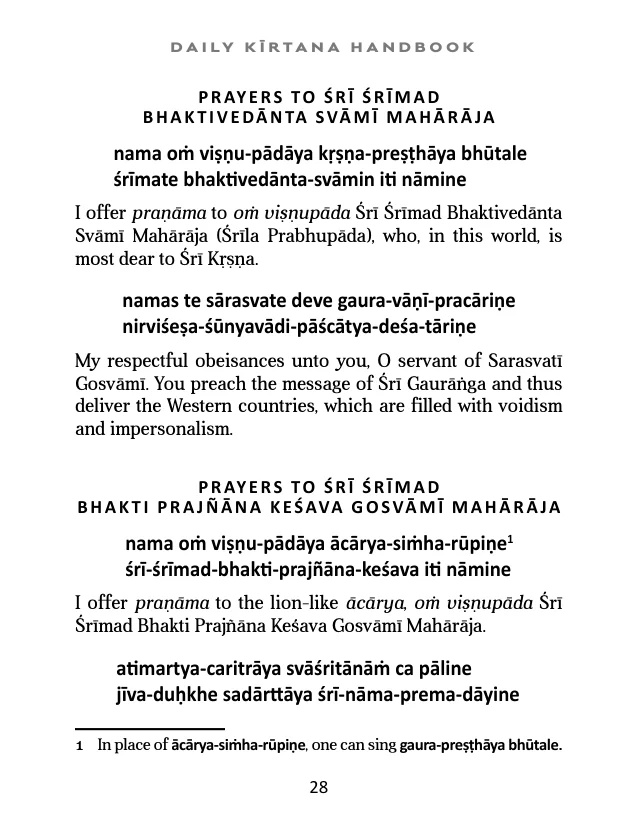 DAILY KĪRTANA HANDBOOK
PRAYERS TO ŚRĪ ŚRĪMAD
BHAKTIVEDĀNTA SVĀMĪ MAHĀRĀJA
nama oṁ viṣṇu-pādāya kṛṣṇa-preṣṭhāya bhūtale
śrīmate bhaktivedānta-svāmin iti nāmine
I offer praṇāma to oṁ viṣṇupāda Śrī Śrīmad Bhaktivedānta
Svāmī Mahārāja (Śrīla Prabhupāda), who, in this world, is
most dear to Śrī Kṛṣṇa.
namas te sārasvate deve gaura-vāṇī-pracāriṇe
nirviśeṣa-śūnyavādi-pāścātya-deśa-tāriṇe
My respectful obeisances unto you, O servant of Sarasvatī
Gosvāmī. You preach the message of Śrī Gaurāṅga and thus
deliver the Western countries, which are filled with voidism
and impersonalism.
PRAYERS TO ŚRĪ ŚRĪMAD
BHAKTI PRAJÑĀNA KEŚAVA GOSVĀMĪ MAHĀRĀJA
nama oṁ viṣṇu-pādāya ācārya-siṁha-rūpiṇe¹
śrī-śrīmad-bhakti-prajñāna-keśava iti nāmine
I offer praṇāma to the lion-like ācārya, oṁ viṣṇupāda Śrī
Śrīmad Bhakti Prajñāna Keśava Gosvāmī Mahārāja.
atimartya-caritrāya svāśritānāṁ ca pāline
jīva-duḥkhe sadārttāya śrī-nāma-prema-dāyine
1 In place of ācārya-siṁha-rūpiṇe, one can sing gaura-preṣṭhāya bhūtale.
28